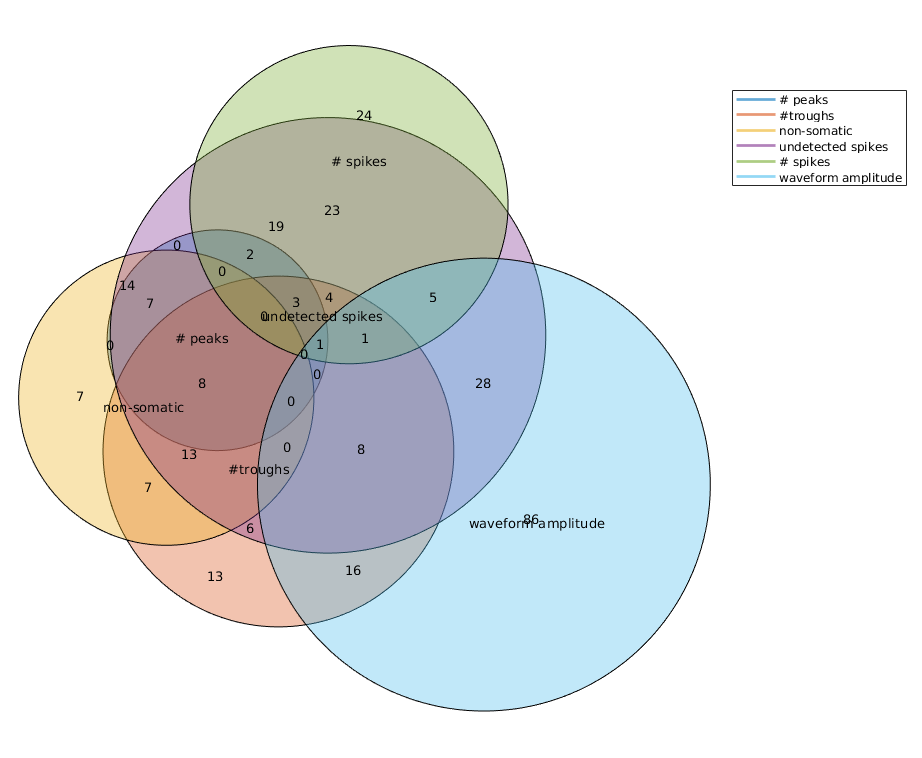 # peaks
#troughs
non-somatic
undetected spikes
# spikes
waveform amplitude
24
# spikes
23
19
0
2
0
14
7
3
4
5
0
undetected spikes
# peaks
1
0
1
0
0
8
28
7
non-somatic
0
13
0
8
#troughs
7
86
waveform amplitude
6
16
13